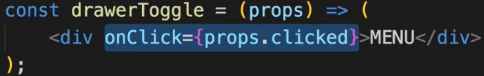 const drawerToggle = (props) => (
    <div onClick={props.clicked}>MENU</div>
);